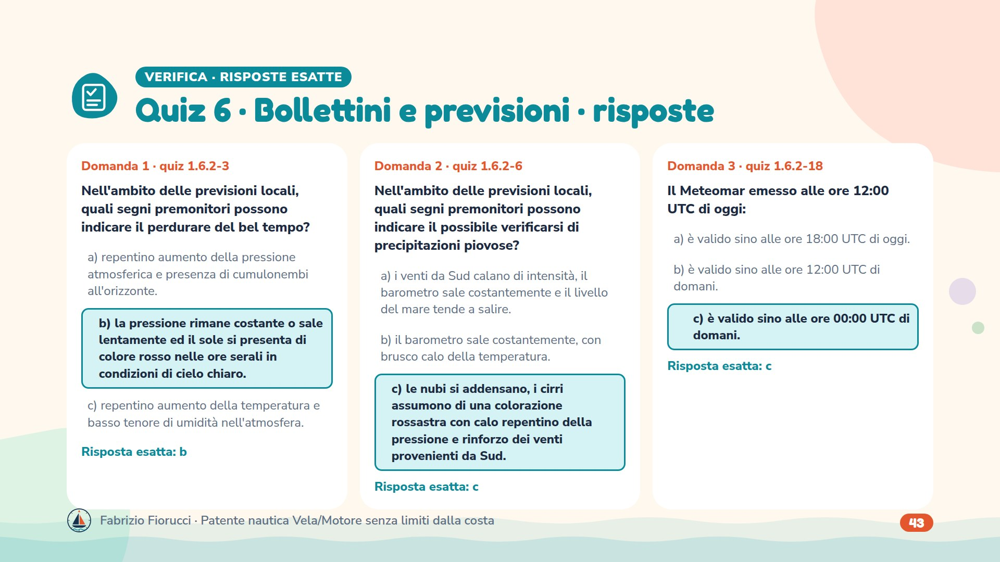 VERIFICA · RISPOSTE ESATTE
Quiz 6 · Bollettini e previsioni · risposte
Domanda 1 · quiz 1.6.2-3
Nell'ambito delle previsioni locali,
quali segni premonitori possono
indicare il perdurare del bel tempo?
a) repentino aumento della pressione
atmosferica e presenza di cumulonembi
all'orizzonte.
b) la pressione rimane costante o sale
lentamente ed il sole si presenta di
colore rosso nelle ore serali in
condizioni di cielo chiaro.
c) repentino aumento della temperatura e
basso tenore di umidità nell'atmosfera.
Risposta esatta: b
Domanda 2 · quiz 1.6.2-6
Nell'ambito delle previsioni locali,
quali segni premonitori possono
indicare il possibile verificarsi di
precipitazioni piovose?
a) i venti da Sud calano di intensità, il
barometro sale costantemente e il livello
del mare tende a salire.
b) il barometro sale costantemente, con
brusco calo della temperatura.
c) le nubi si addensano, i cirri
assumono di una colorazione
rossastra con calo repentino della
pressione e rinforzo dei venti
provenienti da Sud.
Risposta esatta: c
Domanda 3 · quiz 1.6.2-18
Il Meteomar emesso alle ore 12:00
UTC di oggi:
a) è valido sino alle ore 18:00 UTC di oggi.
b) è valido sino alle ore 12:00 UTC di
domani.
c) è valido sino alle ore 00:00 UTC di
domani.
Risposta esatta: c
Fabrizio Fiorucci · Patente nautica Vela/Motore senza limiti dalla costa
43